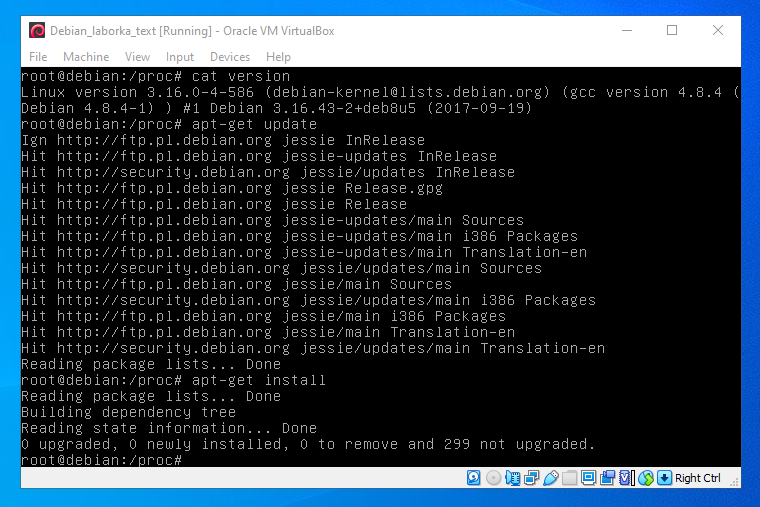 Debian_laborka_text [Running] - Oracle VM VirtualBox
File Machine View Input Devices Help
root@debian:/proc# cat version
Linux version 3.16.0-4-586 (debian-kernel@lists.debian.org) (gcc version 4.8.4 (
Debian 4.8.4-1) ) #1 Debian 3.16.43-2+deb8u5 (2017-09-19)
root@debian:/proc# apt-get update
Ign http://ftp.pl.debian.org jessie InRelease
Hit http://ftp.pl.debian.org jessie-updates InRelease
Hit http://security.debian.org jessie/updates InRelease
Hit http://ftp.pl.debian.org jessie Release.gpg
Hit http://ftp.pl.debian.org jessie Release
Hit http://ftp.pl.debian.org jessie-updates/main Sources
Hit http://ftp.pl.debian.org jessie-updates/main i386 Packages
Hit http://ftp.pl.debian.org jessie-updates/main Translation-en
Hit http://security.debian.org jessie/updates/main Sources
Hit http://ftp.pl.debian.org jessie/main Sources
Hit http://security.debian.org jessie/updates/main i386 Packages
Hit http://ftp.pl.debian.org jessie/main i386 Packages
Hit http://ftp.pl.debian.org jessie/main Translation-en
Hit http://security.debian.org jessie/updates/main Translation-en
Reading package lists... Done
root@debian:/proc# apt-get install
Reading package lists... Done
Building dependency tree
Reading state information... Done
0 upgraded, 0 newly installed, 0 to remove and 299 not upgraded.
root@debian:/proc#
Right Ctrl